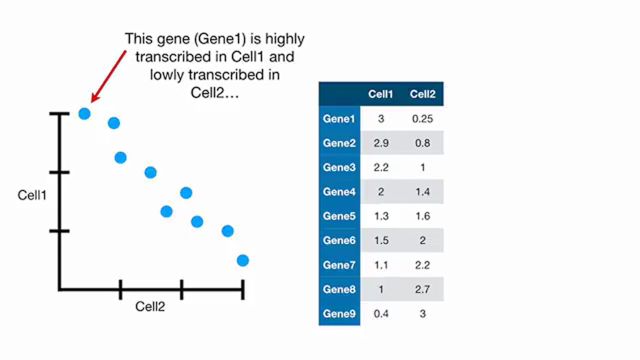 This gene (Gene1) is highly
transcribed in Cell1 and
lowly transcribed in
Cell2…
Cell1
Cell2
Cell1 Cell2
Gene1 3 0.25
Gene2 2.9 0.8
Gene3 2.2 1
Gene4 2 1.4
Gene5 1.3 1.6
Gene6 1.5 2
Gene7 1.1 2.2
Gene8 1 2.7
Gene9 0.4 3